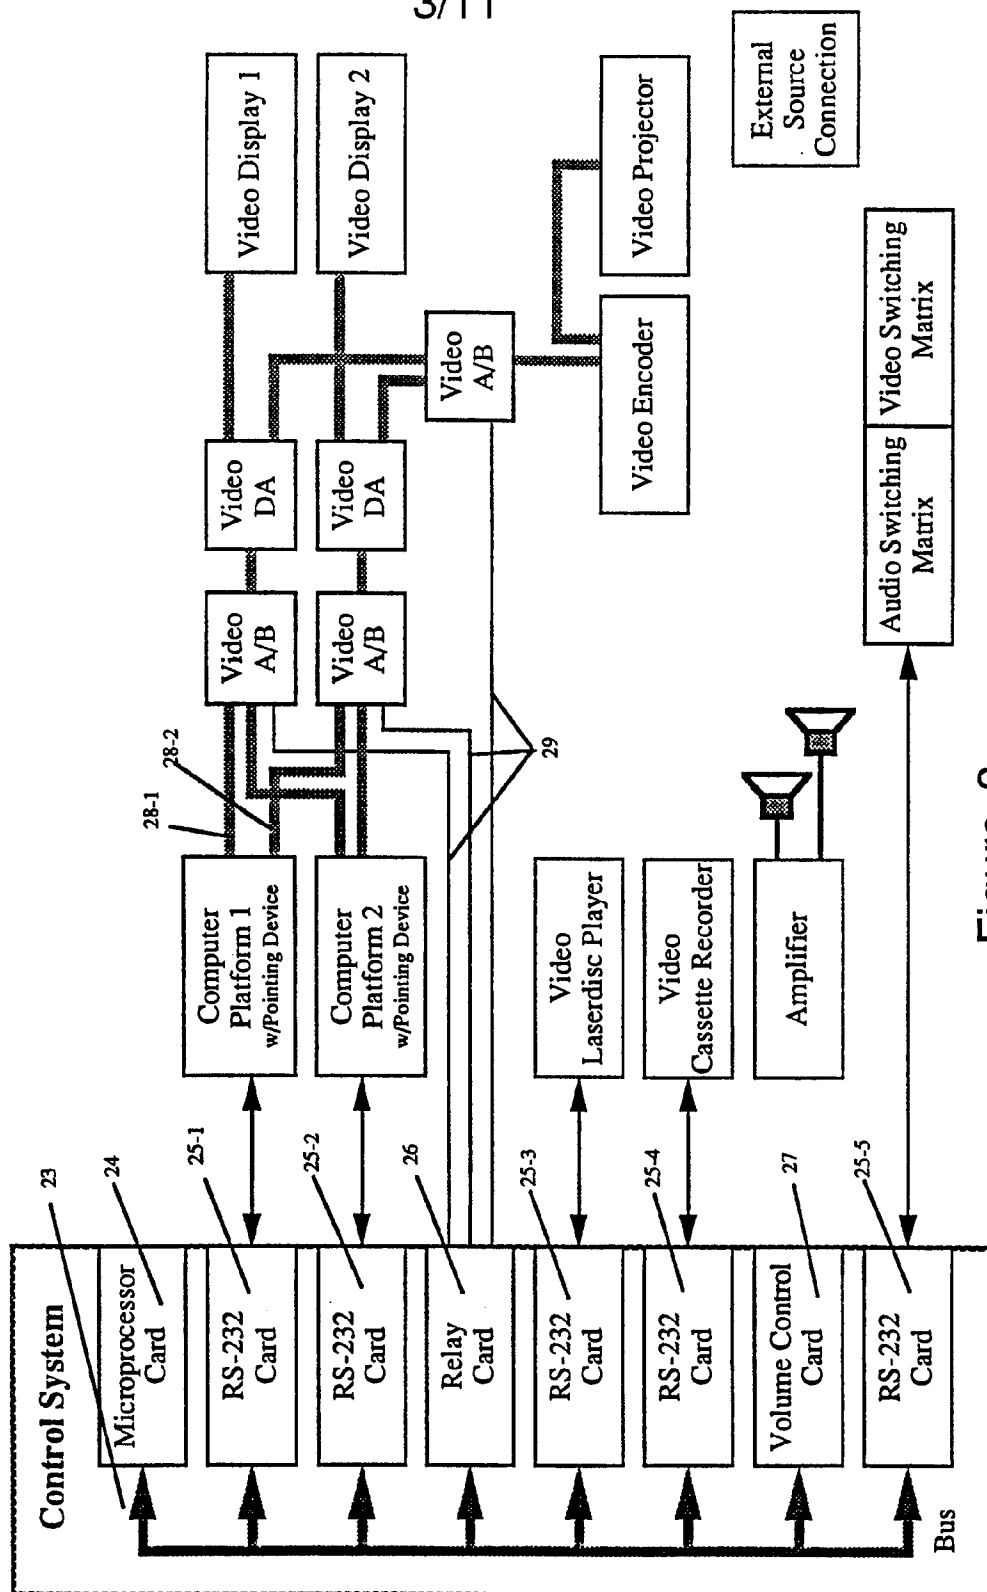 3/11
Control System
23
Microprocessor
Card
24
RS-232
Card
25-1
RS-232
Card
25-2
Relay
Card
26
RS-232
Card
25-3
RS-232
Card
25-4
Volume Control
Card
27
RS-232
Card
25-5
Bus
Computer
Platform 1
w/Pointing Device
Computer
Platform 2
w/Pointing Device
28-1
28-2
29
Video
Laserdisc Player
Video
Cassette Recorder
Amplifier
Video
A/B
Video
A/B
Video
DA
Video
DA
Video
A/B
Video Display 1
Video Display 2
Video Encoder
Video Projector
External
Source
Connection
Audio Switching
Matrix
Video Switching
Matrix